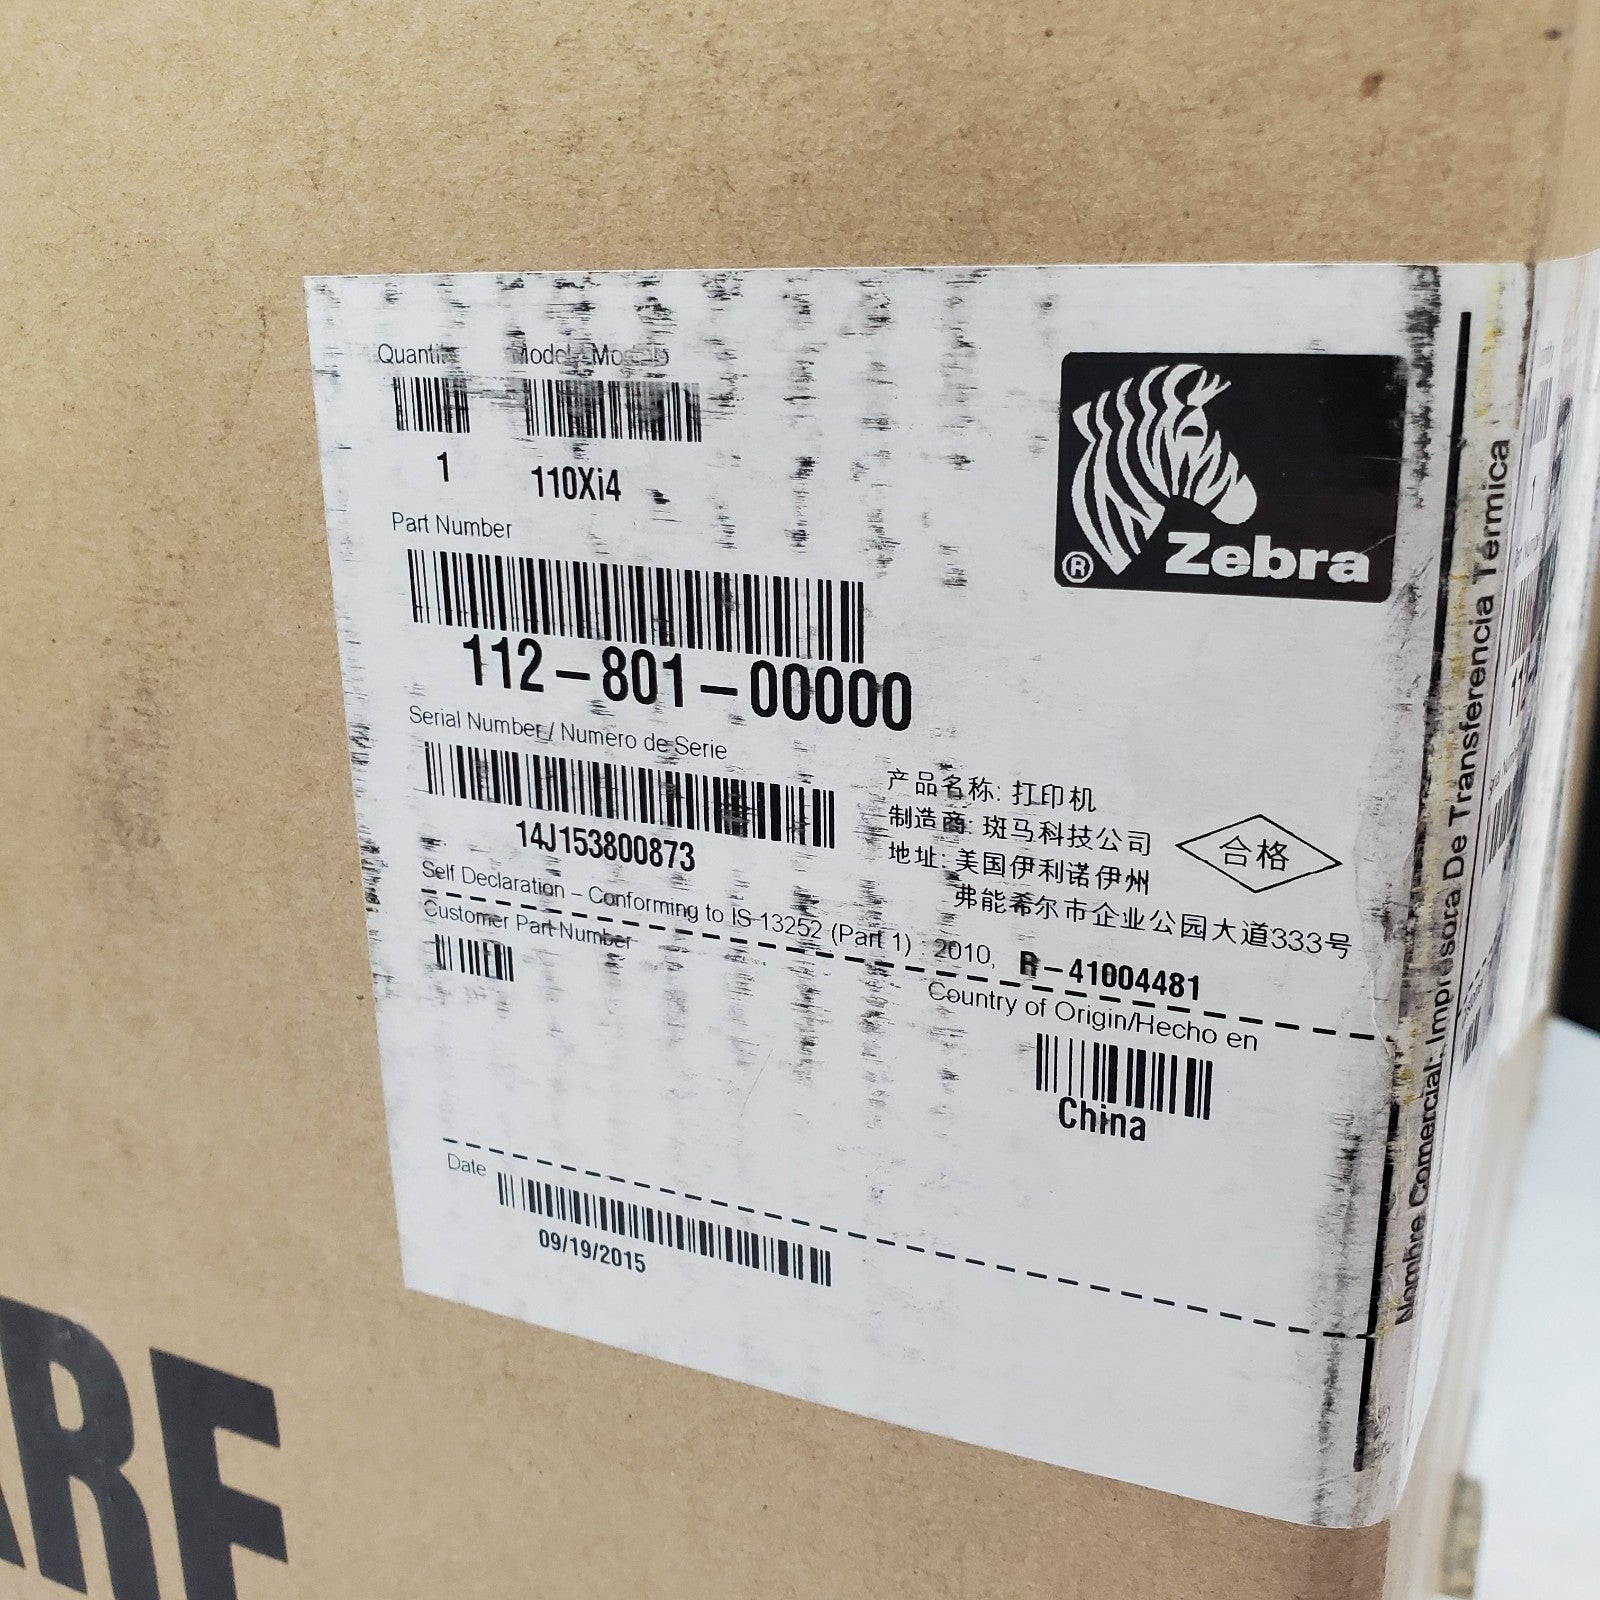 Quantity Model / Modelo
1 110Xi4
Part Number
112-801-00000
Serial Number / Numero de Serie
14J153800873
Self Declaration – Conforming to IS 13252 (Part 1) : 2010, R-41004481
Customer Part Number
® Zebra
产品名称: 打印机
制造商: 斑马科技公司
地址: 美国伊利诺伊州
弗能希尔市企业公园大道333号
合格
Country of Origin/Hecho en
China
Date
09/19/2015
Nombre Comercial: Impresora De Transferencia Termica